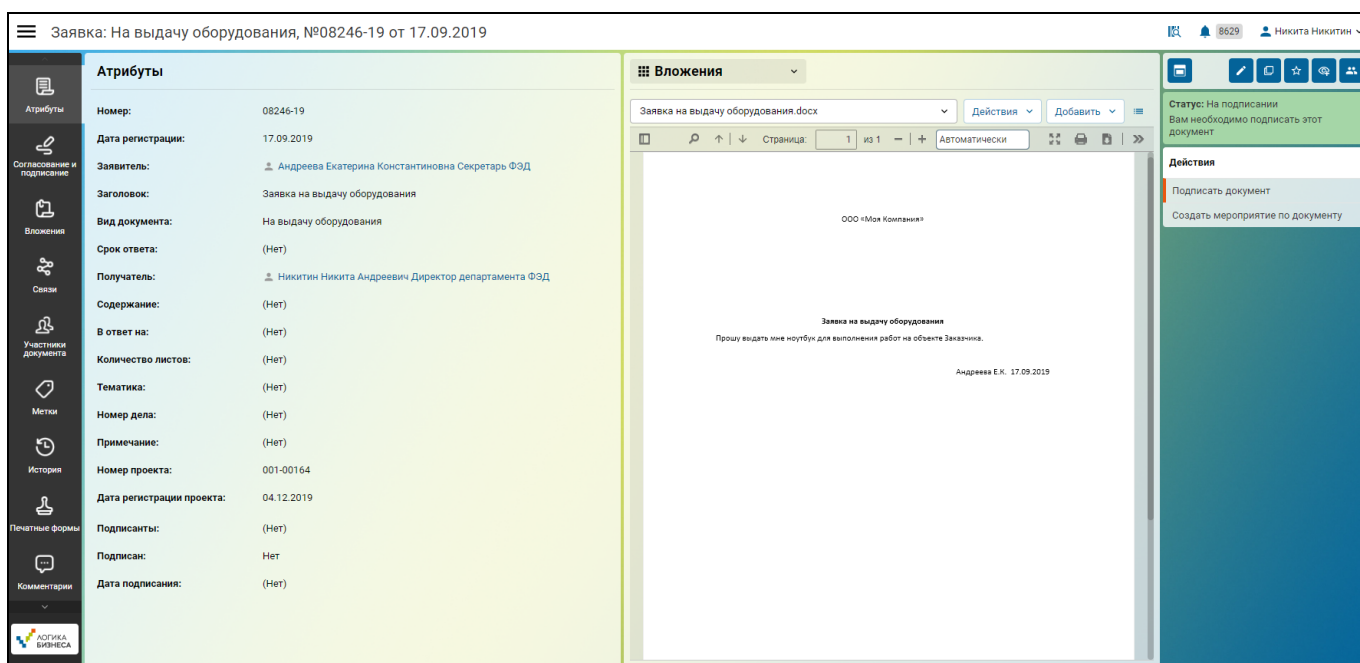 Заявка: На выдачу оборудования, №08246-19 от 17.09.2019
8629
Никита Никитин
Атрибуты
Согласование и
подписание
Вложения
Связи
Участники
документа
Метки
История
Печатные формы
Комментарии
ЛОГИКА
БИЗНЕСА
Атрибуты
Номер: 08246-19
Дата регистрации: 17.09.2019
Заявитель: Андреева Екатерина Константиновна Секретарь ФЭД
Заголовок: Заявка на выдачу оборудования
Вид документа: На выдачу оборудования
Срок ответа: (Нет)
Получатель: Никитин Никита Андреевич Директор департамента ФЭД
Содержание: (Нет)
В ответ на: (Нет)
Количество листов: (Нет)
Тематика: (Нет)
Номер дела: (Нет)
Примечание: (Нет)
Номер проекта: 001-00164
Дата регистрации проекта: 04.12.2019
Подписанты: (Нет)
Подписан: Нет
Дата подписания: (Нет)
Вложения
Заявка на выдачу оборудования.docx
Действия
Добавить
Страница: 1 из 1
Автоматически
ООО «Моя Компания»
Заявка на выдачу оборудования
Прошу выдать мне ноутбук для выполнения работ на объекте Заказчика.
Андреева Е.К. 17.09.2019
Статус: На подписании
Вам необходимо подписать этот
документ
Действия
Подписать документ
Создать мероприятие по документу